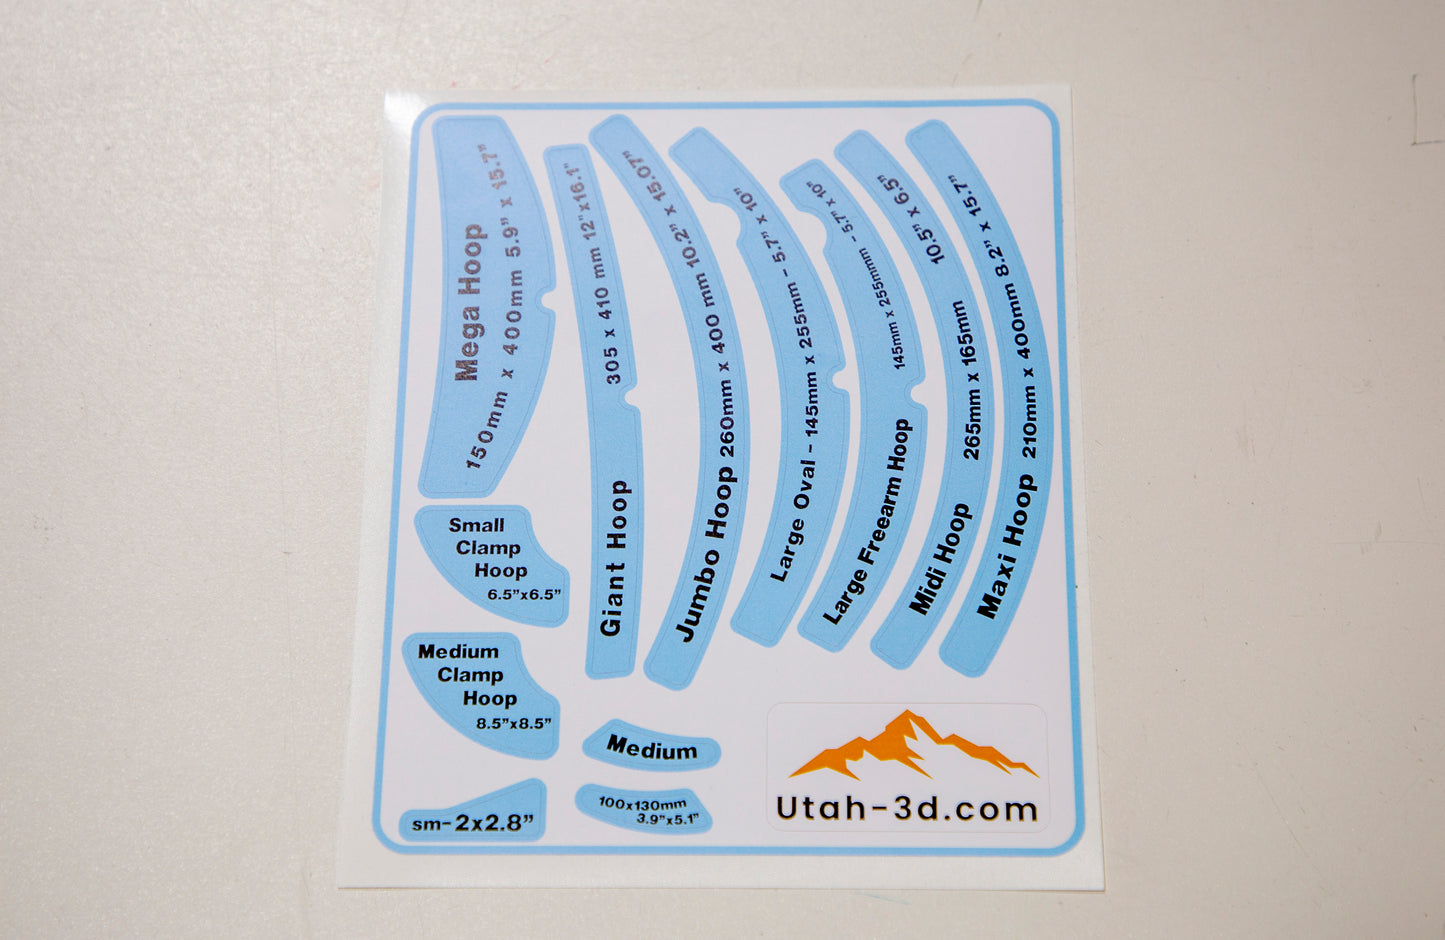 Mega Hoop
150mm x 400mm 5.9" x 15.7"
Giant Hoop 305 x 410 mm 12"x16.1"
Jumbo Hoop 260mm x 400 mm 10.2" x 15.07"
Large Oval - 145mm x 255mm - 5.7" x 10"
Large Freearm Hoop 145mm x 255mmm - 5.7" x 10"
Midi Hoop 265mm x 165mm 10.5" x 6.5"
Maxi Hoop 210mm x 400mm 8.2" x 15.7"
Small
Clamp
Hoop
6.5"x6.5"
Medium
Clamp
Hoop
8.5"x8.5"
sm-2x2.8"
Medium
100x130mm
3.9"x5.1"
Utah-3d.com